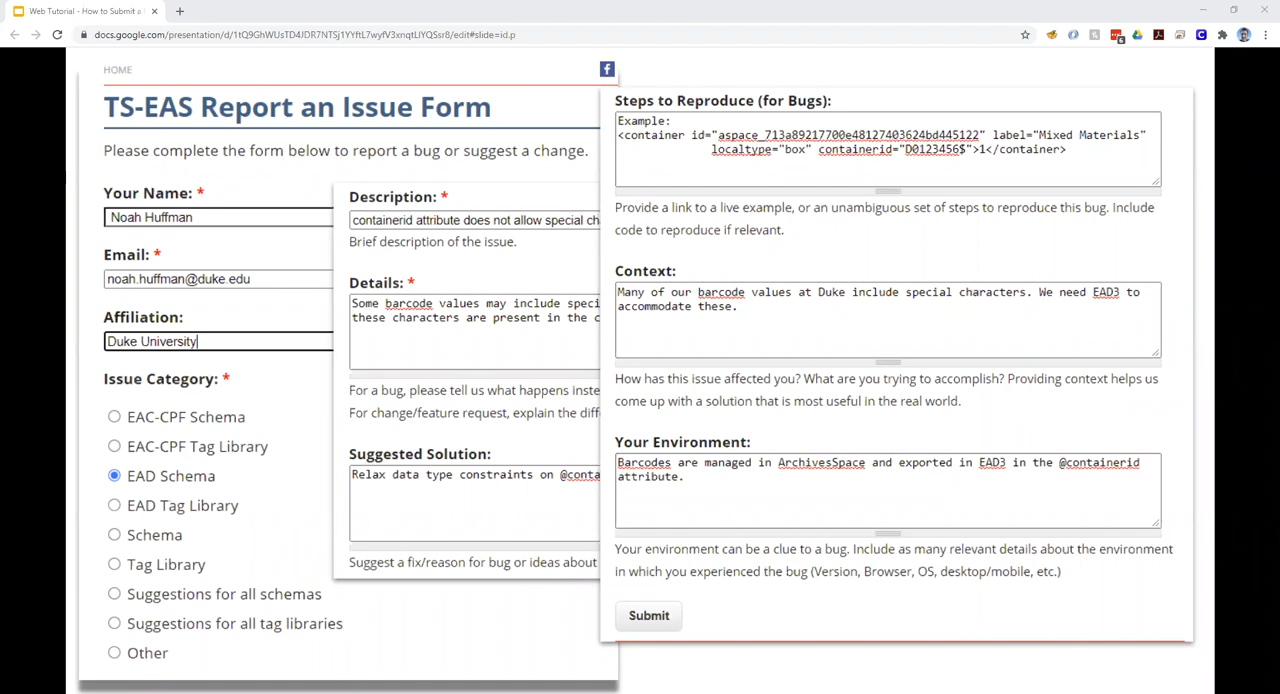 Web Tutorial - How to Submit a
docs.google.com/presentation/d/1tQ9GhWUsTD4JDR7NTSj1YYftL7wyfV3xnqtLlYQSsr8/edit#slide=id.p
HOME
TS-EAS Report an Issue Form
Please complete the form below to report a bug or suggest a change.
Your Name: *
Noah Huffman
Email: *
noah.huffman@duke.edu
Affiliation:
Duke University
Issue Category: *
EAC-CPF Schema
EAC-CPF Tag Library
EAD Schema
EAD Tag Library
Schema
Tag Library
Suggestions for all schemas
Suggestions for all tag libraries
Other
Description: *
containerid attribute does not allow special ch
Brief description of the issue.
Details: *
Some barcode values may include speci
these characters are present in the c
For a bug, please tell us what happens inste
For change/feature request, explain the diff
Suggested Solution:
Relax data type constraints on @conta
Suggest a fix/reason for bug or ideas about
Steps to Reproduce (for Bugs):
Example:
<container id="aspace_713a89217700e48127403624bd445122" label="Mixed Materials"
localtype="box" containerid="D0123456$">1</container>
Provide a link to a live example, or an unambiguous set of steps to reproduce this bug. Include
code to reproduce if relevant.
Context:
Many of our barcode values at Duke include special characters. We need EAD3 to
accommodate these.
How has this issue affected you? What are you trying to accomplish? Providing context helps us
come up with a solution that is most useful in the real world.
Your Environment:
Barcodes are managed in ArchivesSpace and exported in EAD3 in the @containerid
attribute.
Your environment can be a clue to a bug. Include as many relevant details about the environment
in which you experienced the bug (Version, Browser, OS, desktop/mobile, etc.)
Submit